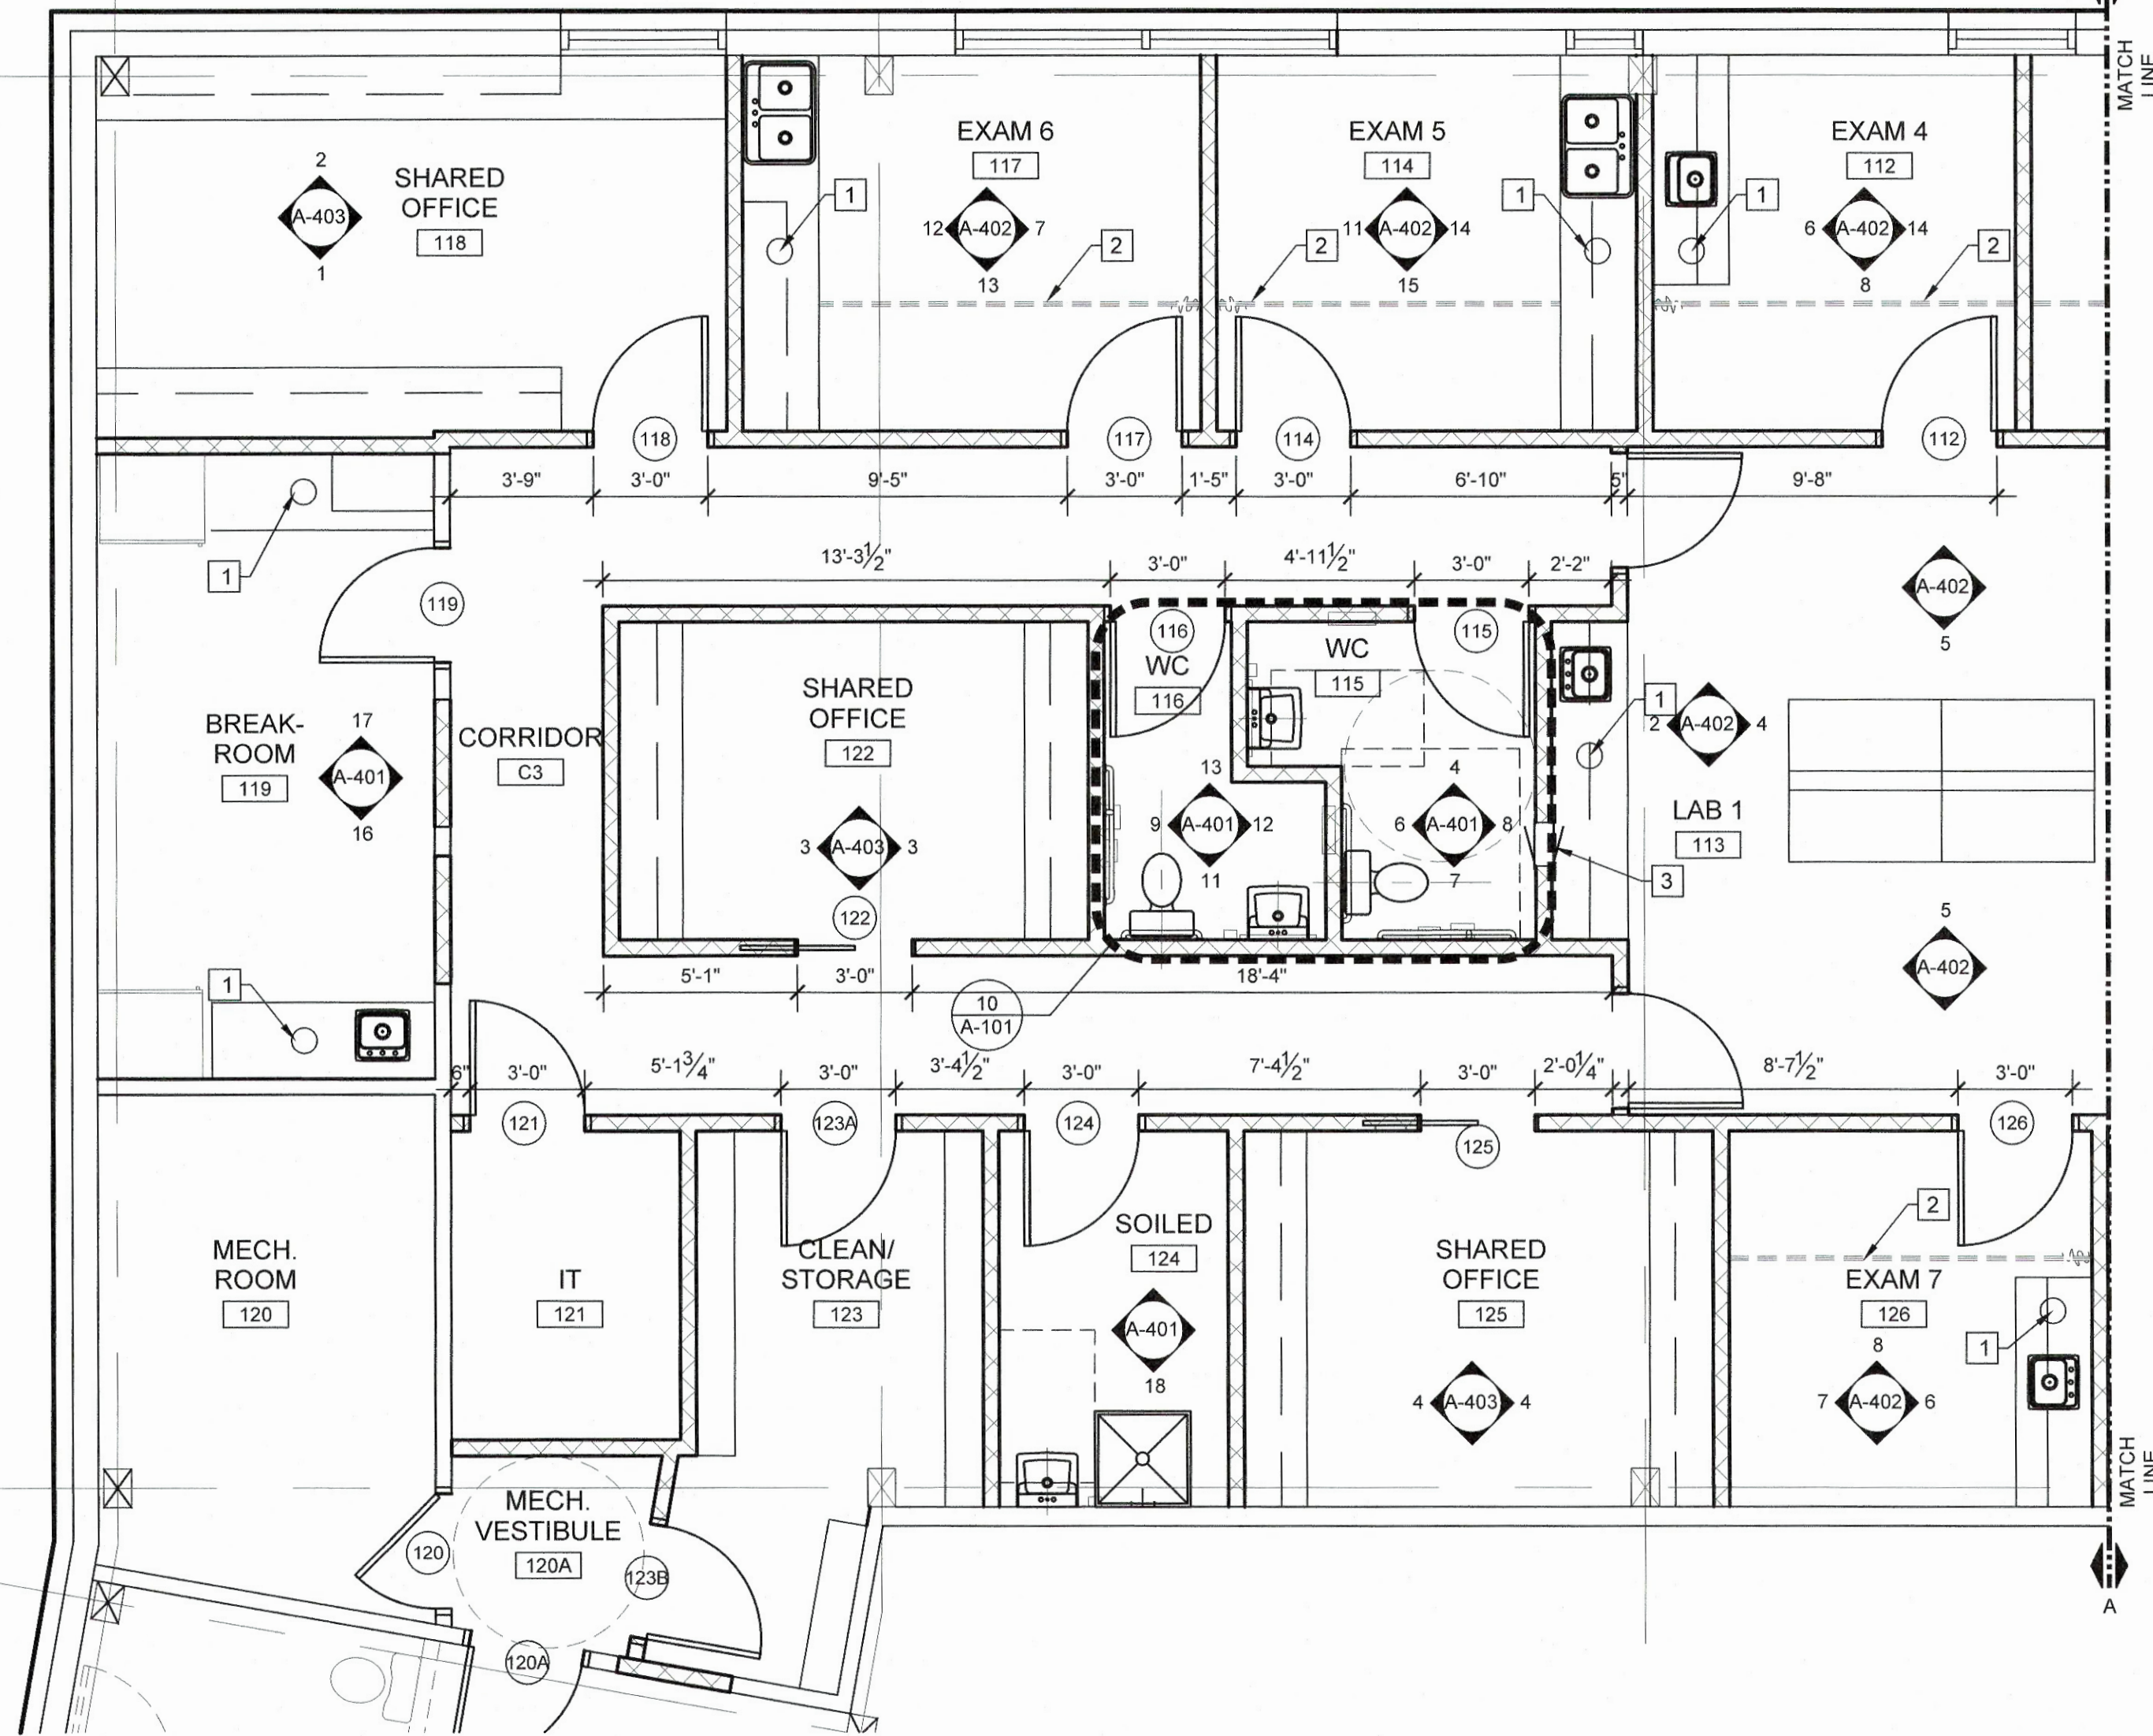 MATCH
LINE
EXAM 6
117
EXAM 5
114
EXAM 4
112
2
SHARED
OFFICE
118
A-403
1
1
12 A-402 7
13
2
1
11 A-402 14
15
2
1
6 A-402 14
8
2
118
117
114
112
3'-9"
3'-0"
9'-5"
3'-0"
1'-5"
3'-0"
6'-10"
5"
9'-8"
13'-3½"
3'-0"
4'-11½"
3'-0"
2'-2"
1
119
116
WC
116
WC
115
115
A-402
5
SHARED
OFFICE
122
BREAK-
ROOM
119
17
A-401
16
CORRIDOR
C3
1
2 A-402 4
LAB 1
113
3 A-403 3
122
13
9 A-401 12
11
4
6 A-401 8
7
3
5
A-402
5'-1"
3'-0"
18'-4"
10
A-101
1
6"
3'-0"
5'-1¾"
3'-0"
3'-4½"
3'-0"
7'-4½"
3'-0"
2'-0¼"
8'-7½"
3'-0"
121
123A
124
125
126
MECH.
ROOM
120
IT
121
CLEAN/
STORAGE
123
SOILED
124
A-401
18
SHARED
OFFICE
125
4 A-403 4
2
EXAM 7
126
8
7 A-402 6
1
MATCH
LINE
A
MECH.
VESTIBULE
120A
120
123B
120A